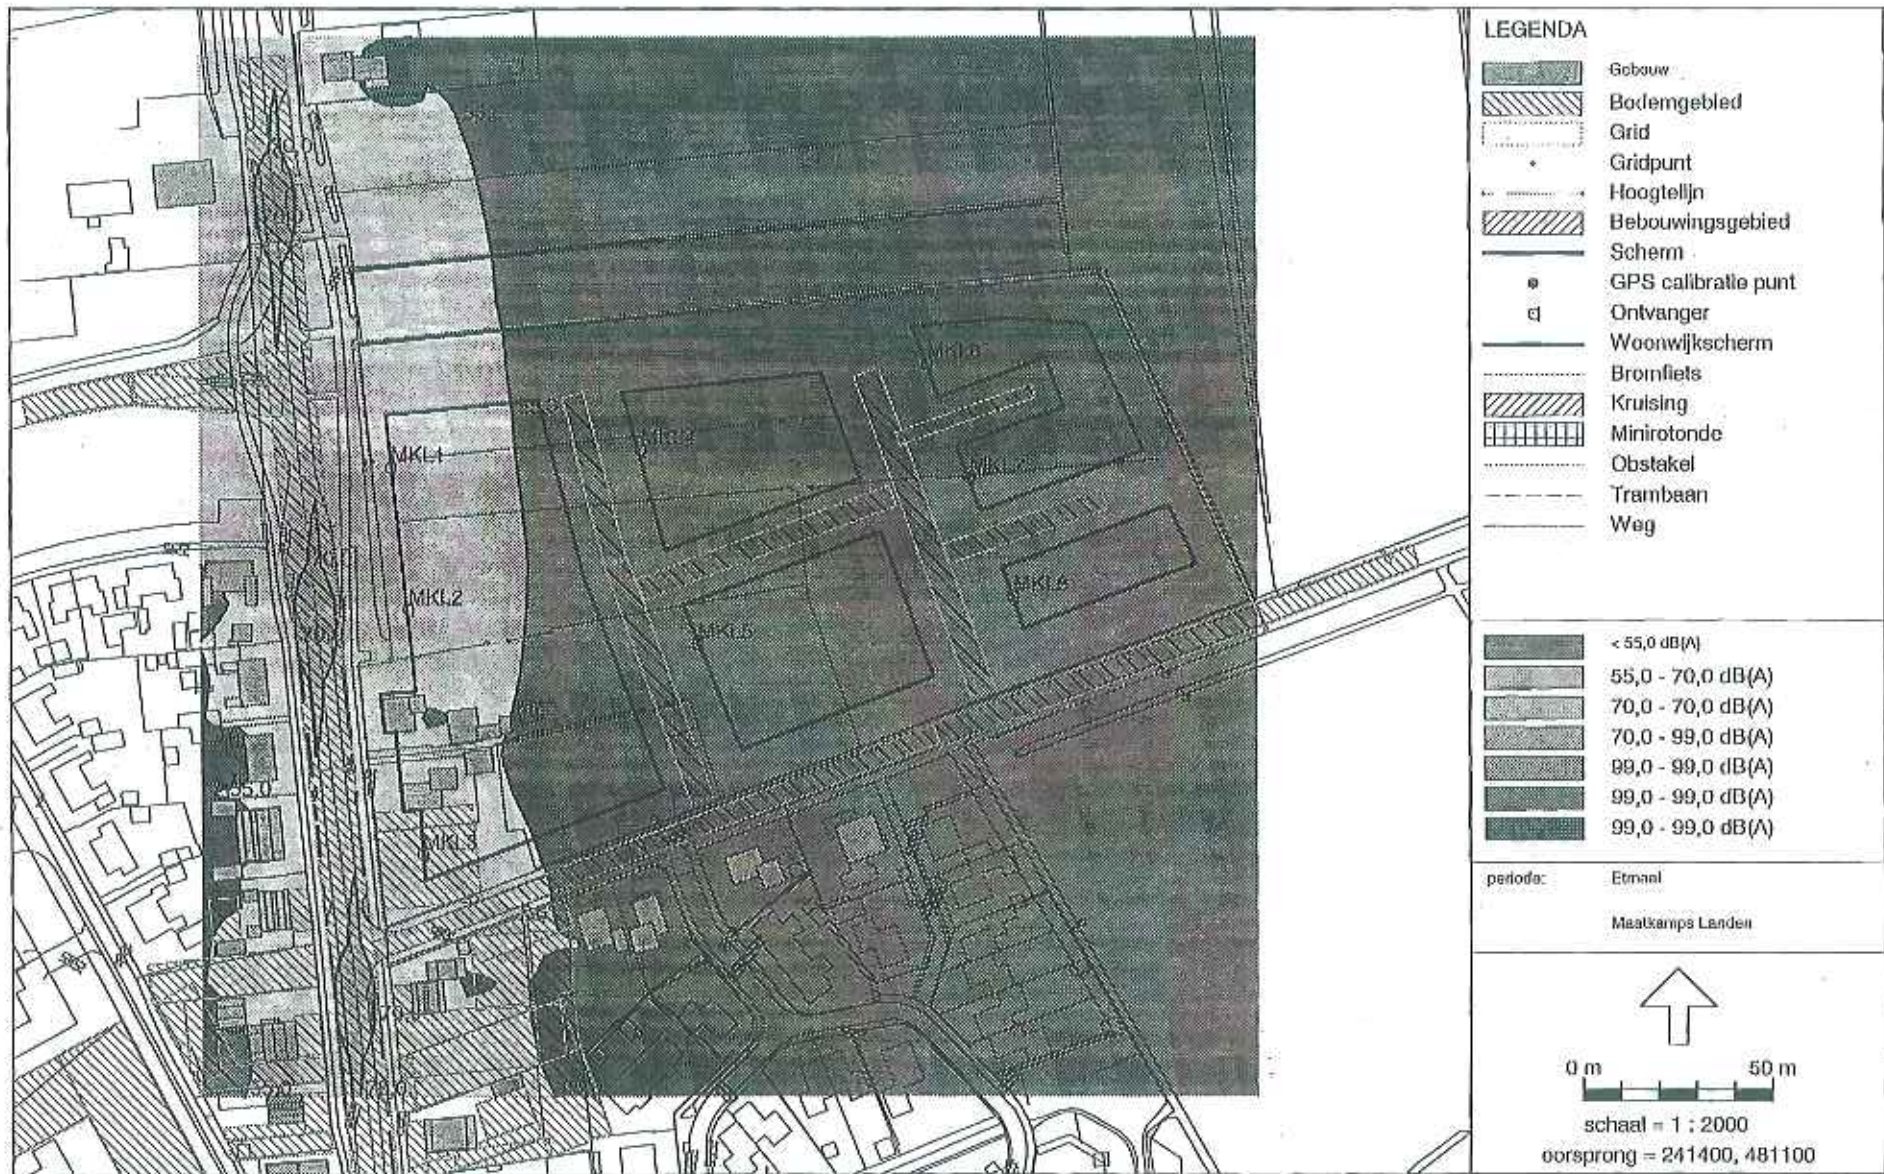 LEGENDA
Gebouw
Bodemgebied
Grid
Gridpunt
Hoogtelijn
Bebouwingsgebied
Scherm
GPS calibratie punt
Ontvanger
Woonwijkscherm
Bromfiets
Kruising
Minirotonde
Obstakel
Trambaan
Weg
< 55,0 dB(A)
55,0 - 70,0 dB(A)
70,0 - 70,0 dB(A)
70,0 - 99,0 dB(A)
99,0 - 99,0 dB(A)
99,0 - 99,0 dB(A)
99,0 - 99,0 dB(A)
periode: Etmaal
Maatkamps Landen
0 m 50 m
schaal = 1 : 2000
oorsprong = 241400, 481100
MKL1
MKL2
MKL3
MKL5
55,0